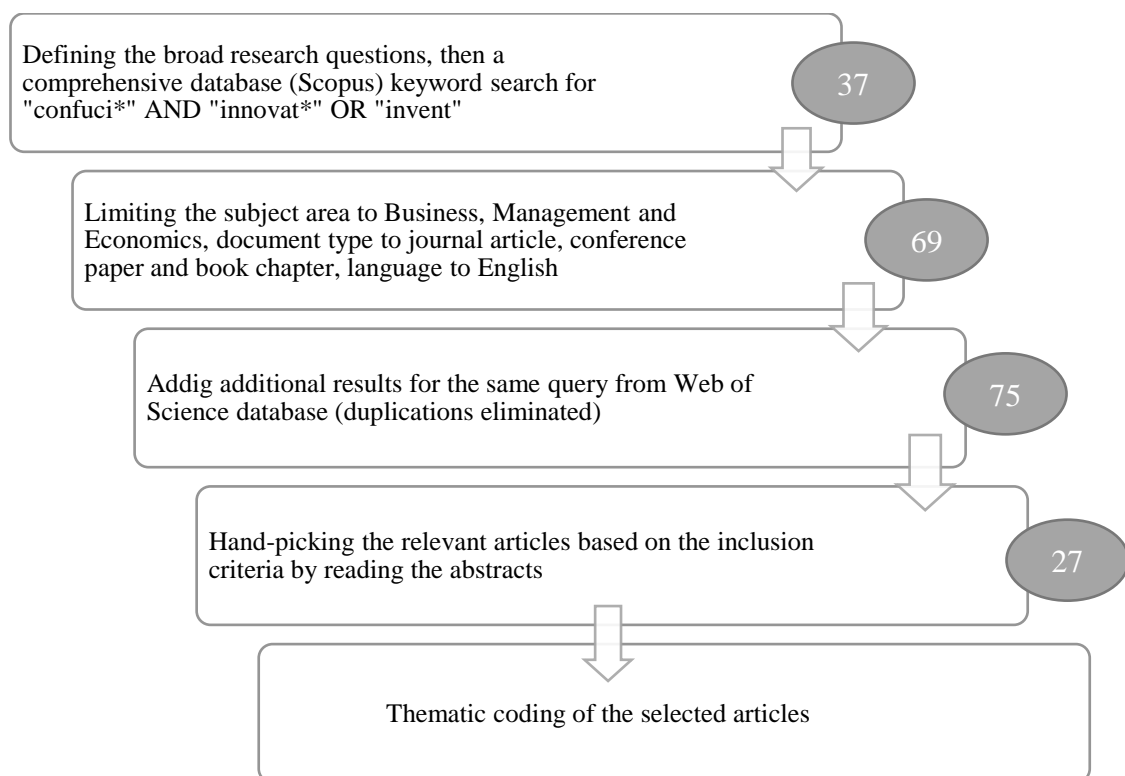 Defining the broad research questions, then a
comprehensive database (Scopus) keyword search for
"confuci*" AND "innovat*" OR "invent"
37
Limiting the subject area to Business, Management and
Economics, document type to journal article, conference
paper and book chapter, language to English
69
Addig additional results for the same query from Web of
Science database (duplications eliminated)
75
Hand-picking the relevant articles based on the inclusion
criteria by reading the abstracts
27
Thematic coding of the selected articles